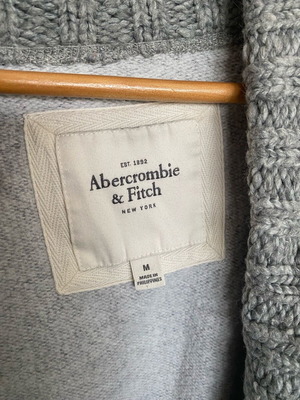 EST. 1892
Abercrombie
& Fitch
NEW YORK
M
MADE IN
PHILIPPINES